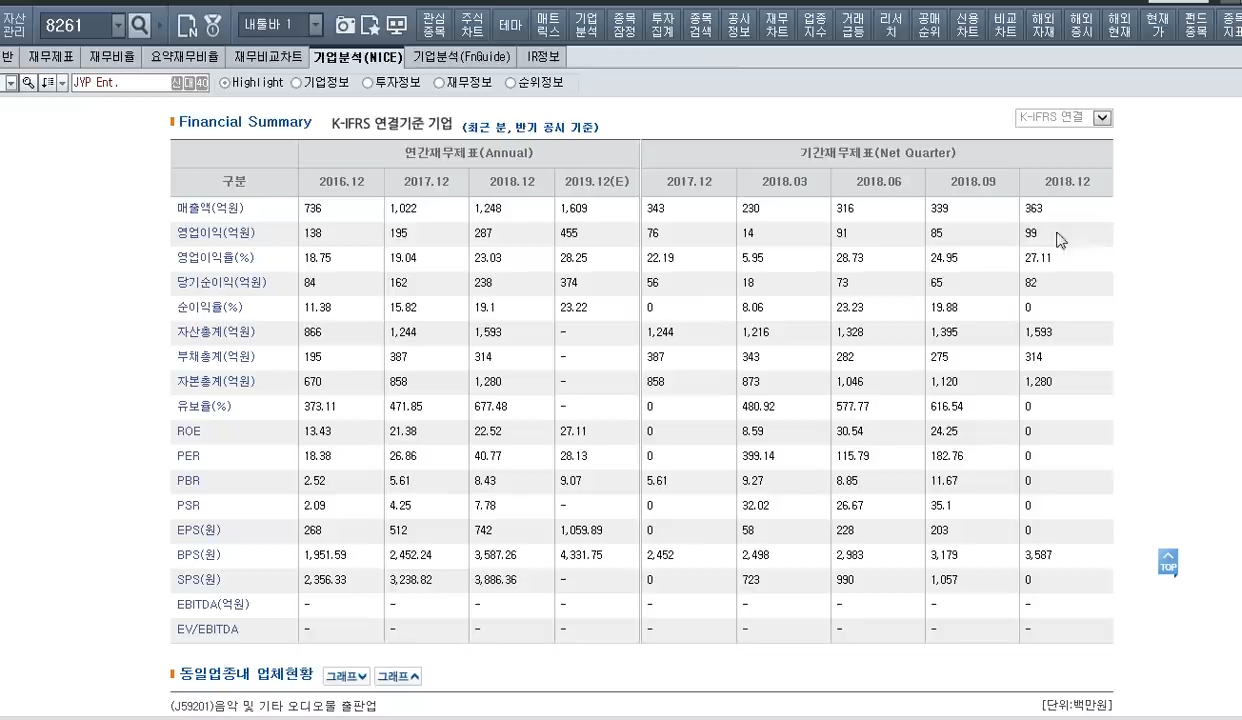 자산 관리 8261 내툴바 1 관심 종목 주식 차트 테마 매트 릭스 기업 분석 종목 잠정 투자 집계 종목 검색 공시 정보 재무 차트 업종 지수 거래 급등 리서 치 공매 순위 신용 차트 비교 차트 해외 자재 해외 증시 해외 현재 현재 가 펀드 종목 종목 지표
반 재무제표 재무비율 요약재무비율 재무비교차트 기업분석(NICE) 기업분석(FnGuide) IR정보
JYP Ent. 신 대 40 Highlight 기업정보 투자정보 재무정보 순위정보
Financial Summary K-IFRS 연결기준 기업 (최근 분,반기 공시 기준) K-IFRS 연결
연간재무제표(Annual) 기간재무제표(Net Quarter)
구분 2016.12 2017.12 2018.12 2019.12(E) 2017.12 2018.03 2018.06 2018.09 2018.12
매출액(억원) 736 1,022 1,248 1,609 343 230 316 339 363
영업이익(억원) 138 195 287 455 76 14 91 85 99
영업이익율(%) 18.75 19.04 23.03 28.25 22.19 5.95 28.73 24.95 27.11
당기순이익(억원) 84 162 238 374 56 18 73 65 82
순이익율(%) 11.38 15.82 19.1 23.22 0 8.06 23.23 19.88 0
자산총계(억원) 866 1,244 1,593 - 1,244 1,216 1,328 1,395 1,593
부채총계(억원) 195 387 314 - 387 343 282 275 314
자본총계(억원) 670 858 1,280 - 858 873 1,046 1,120 1,280
유보율(%) 373.11 471.85 677.48 - 0 480.92 577.77 616.54 0
ROE 13.43 21.38 22.52 27.11 0 8.59 30.54 24.25 0
PER 18.38 26.86 40.77 28.13 0 399.14 115.79 182.76 0
PBR 2.52 5.61 8.43 9.07 5.61 9.27 8.85 11.67 0
PSR 2.09 4.25 7.78 - 0 32.02 26.67 35.1 0
EPS(원) 268 512 742 1,059.89 0 58 228 203 0
BPS(원) 1,951.59 2,452.24 3,587.26 4,331.75 2,452 2,498 2,983 3,179 3,587
SPS(원) 2,356.33 3,238.82 3,886.36 - 0 723 990 1,057 0
EBITDA(억원) - - - - - - - - -
EV/EBITDA - - - - - - - - -
TOP
동일업종내 업체현황 그래프 그래프
(J59201)음악 및 기타 오디오물 출판업 [단위:백만원]